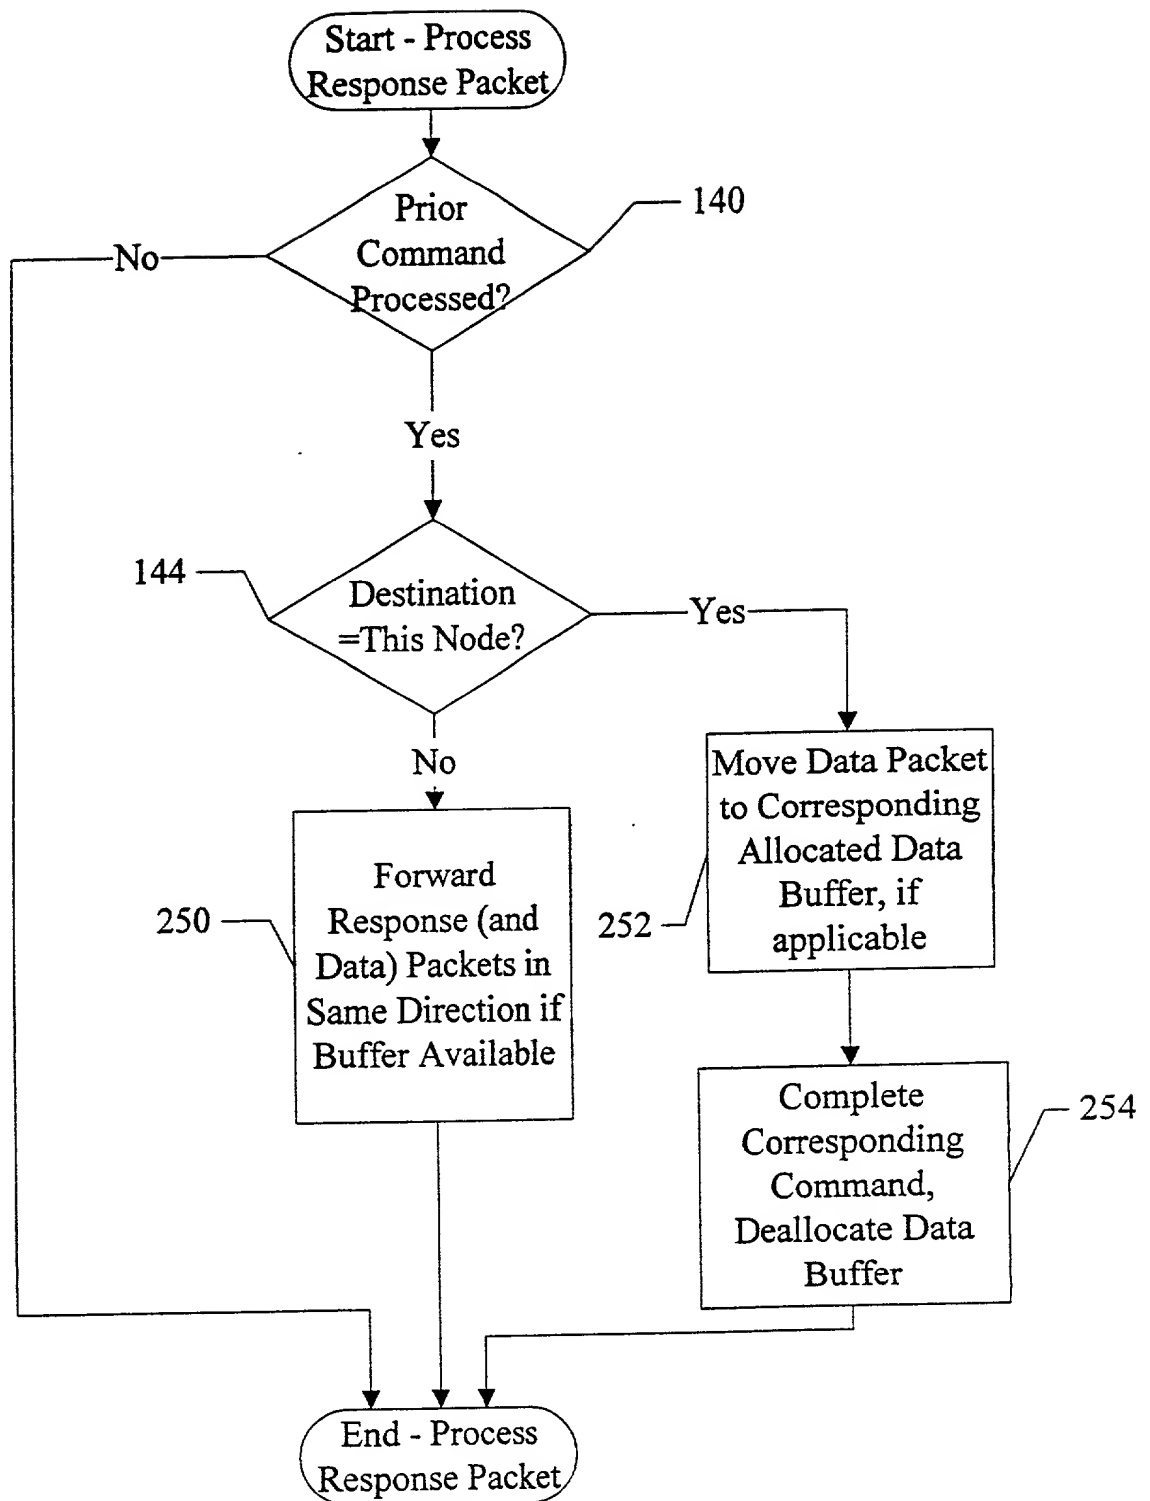 Start - Process
Response Packet
Prior
Command
Processed?
140
No
Yes
144
Destination
=This Node?
Yes
No
Move Data Packet
to Corresponding
Allocated Data
Buffer, if
applicable
252
Forward
Response (and
Data) Packets in
Same Direction if
Buffer Available
250
Complete
Corresponding
Command,
Deallocate Data
Buffer
254
End - Process
Response Packet